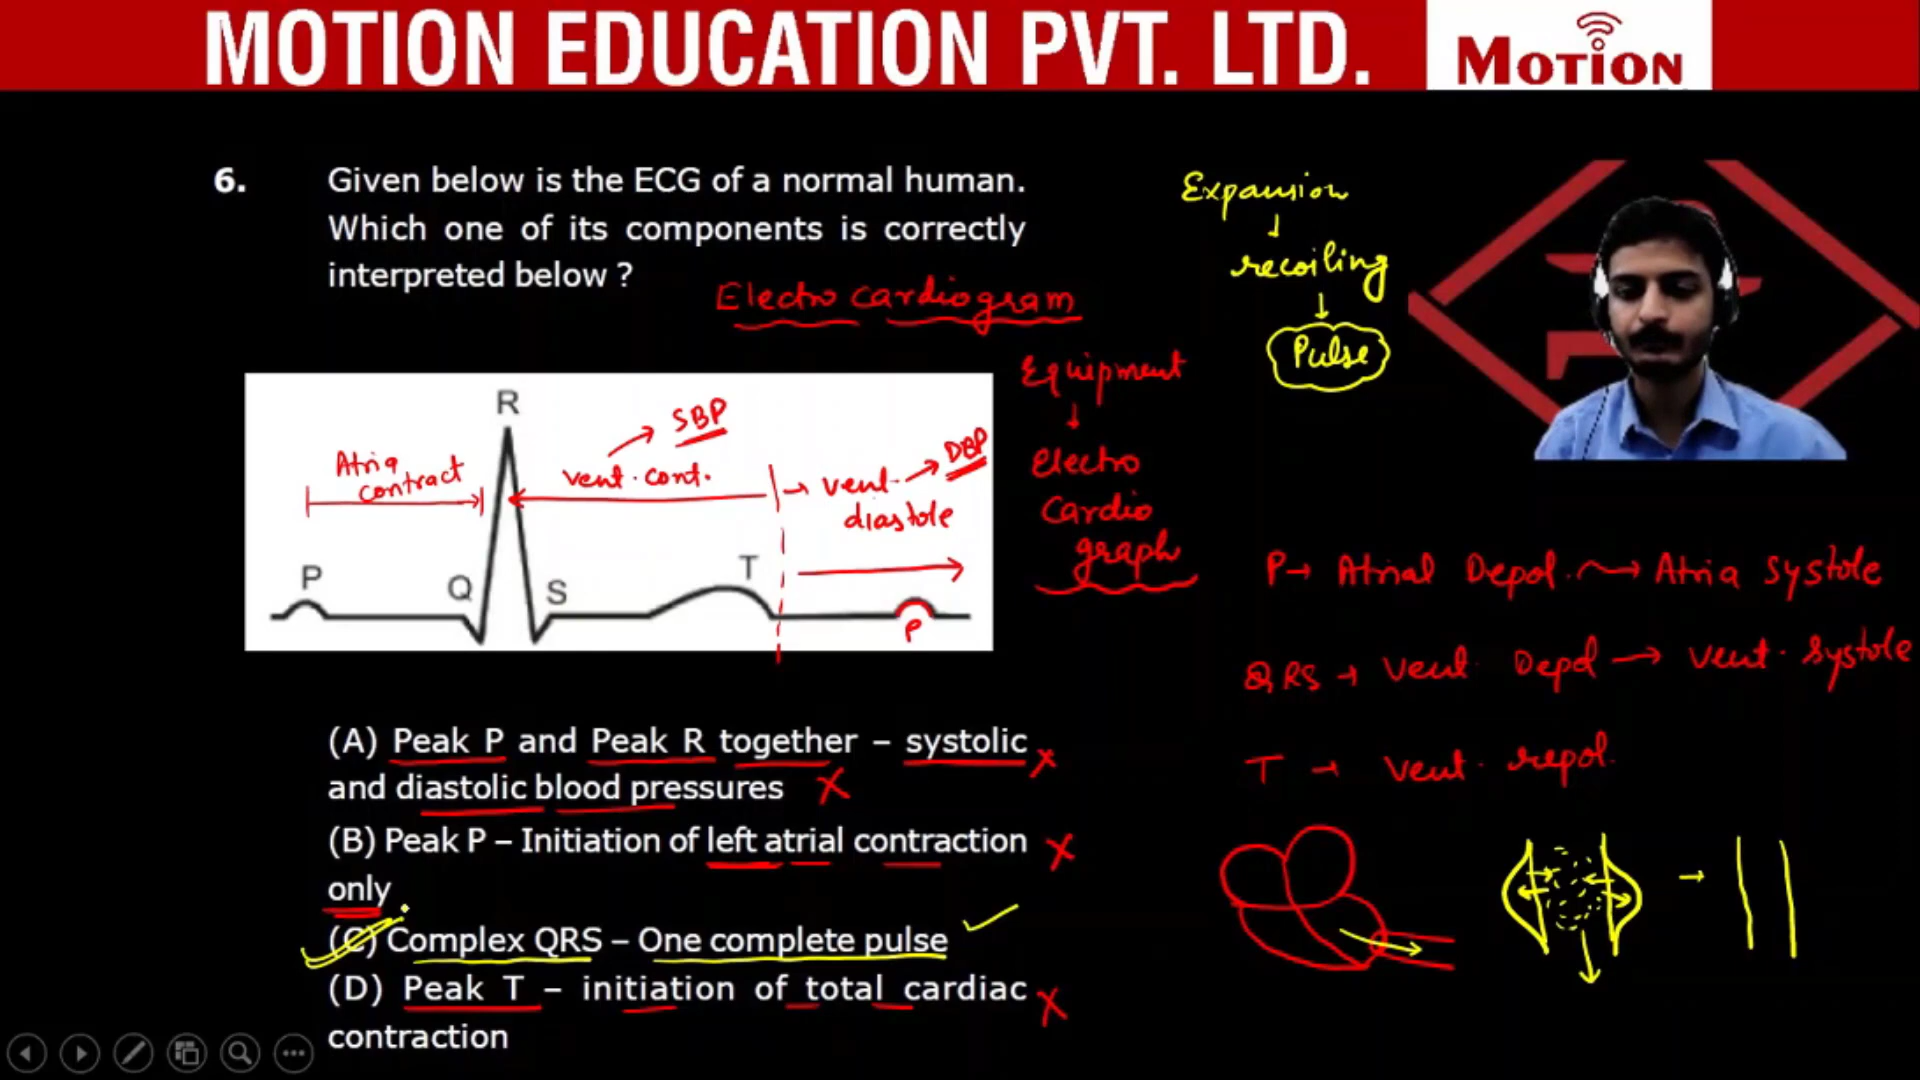 MOTION EDUCATION PVT. LTD.
MOTION
6. Given below is the ECG of a normal human.
Which one of its components is correctly
interpreted below ?
Electro cardiogram
Expansion
recoiling
Pulse
Equipment
Electro
Cardio
graph
R
SBP
DBP
Atria
contract
vent. cont.
vent.
diastole
P
Q
S
T
P
P → Atrial Depol. → Atria systole
QRS → Vent. Depol → vent. systole
T → vent. repol.
(A) Peak P and Peak R together – systolic
and diastolic blood pressures
(B) Peak P – Initiation of left atrial contraction
only
(C) Complex QRS – One complete pulse
(D) Peak T – initiation of total cardiac
contraction